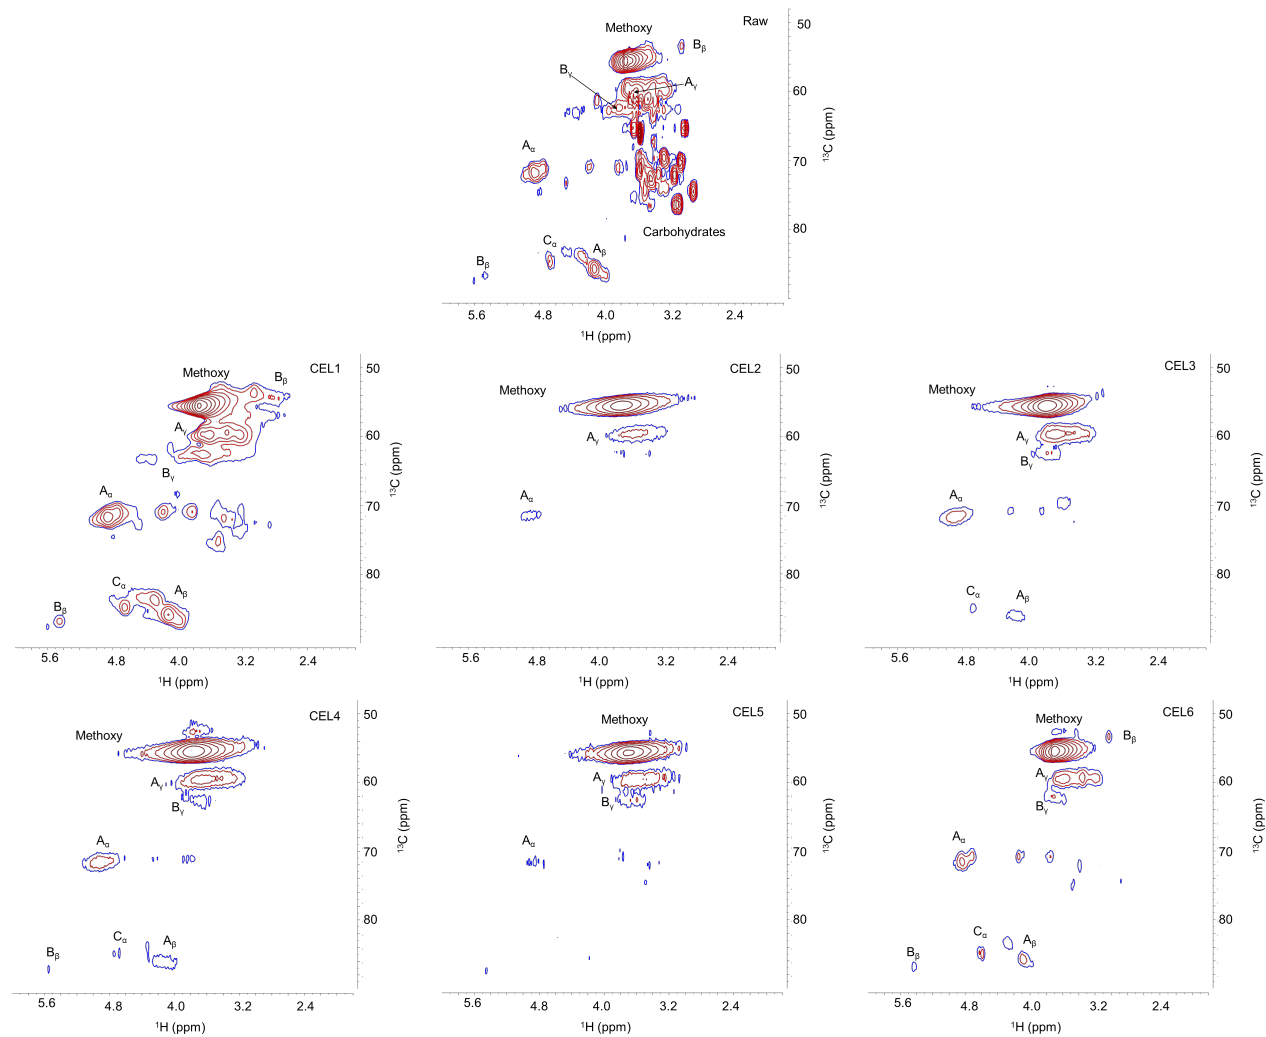 Raw
Methoxy
Bβ
Bγ
Aγ
Aα
Carbohydrates
Cα
Aβ
Bβ
50
60
70
80
¹³C (ppm)
5.6 4.8 4.0 3.2 2.4
¹H (ppm)
CEL1
Methoxy
Bβ
Aγ
Bγ
Aα
Cα
Aβ
Bβ
50
60
70
80
¹³C (ppm)
5.6 4.8 4.0 3.2 2.4
¹H (ppm)
CEL2
Methoxy
Aγ
Aα
50
60
70
80
¹³C (ppm)
5.6 4.8 4.0 3.2 2.4
¹H (ppm)
CEL3
Methoxy
Aγ
Bγ
Aα
Cα
Aβ
50
60
70
80
¹³C (ppm)
5.6 4.8 4.0 3.2 2.4
¹H (ppm)
CEL4
Methoxy
Aγ
Bγ
Aα
Cα
Aβ
Bβ
50
60
70
80
¹³C (ppm)
5.6 4.8 4.0 3.2 2.4
¹H (ppm)
CEL5
Methoxy
Aγ
Bγ
Aα
50
60
70
80
¹³C (ppm)
5.6 4.8 4.0 3.2 2.4
¹H (ppm)
CEL6
Methoxy
Bβ
Aγ
Bγ
Aα
Cα
Aβ
Bβ
50
60
70
80
¹³C (ppm)
5.6 4.8 4.0 3.2 2.4
¹H (ppm)